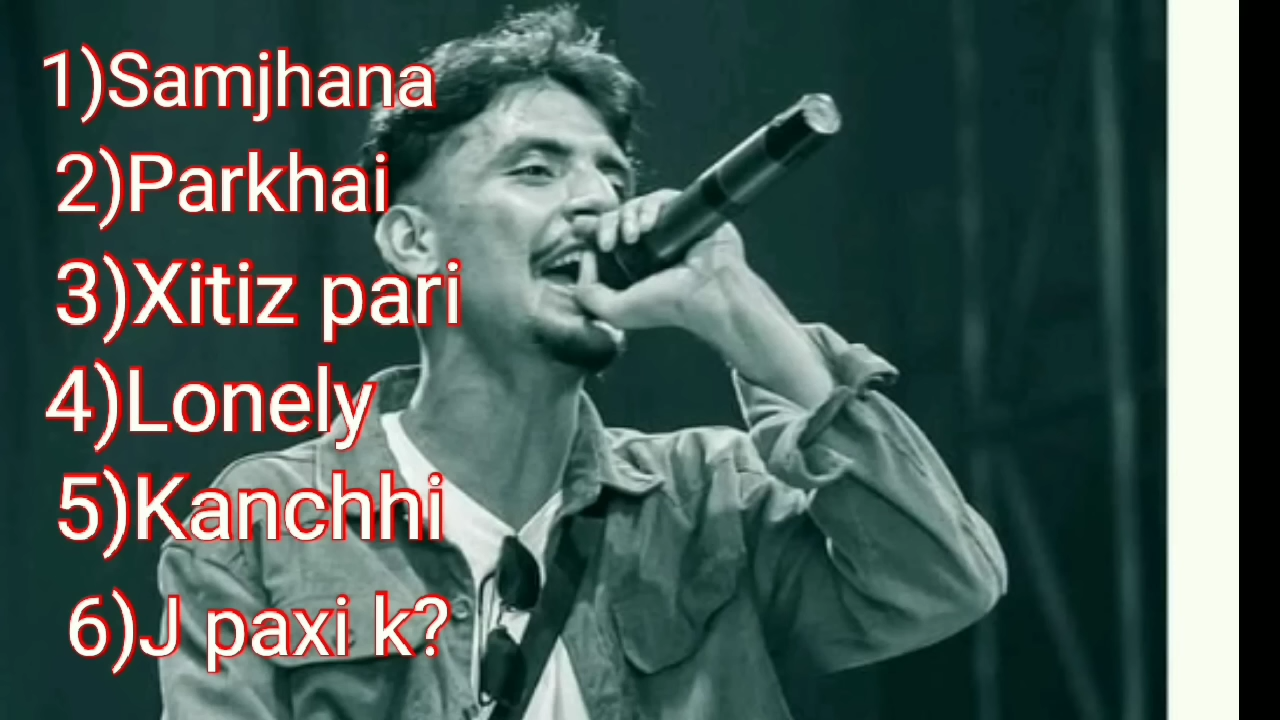 1)Samjhana
2)Parkhai
3)Xitiz pari
4)Lonely
5)Kanchhi
6)J paxi k?